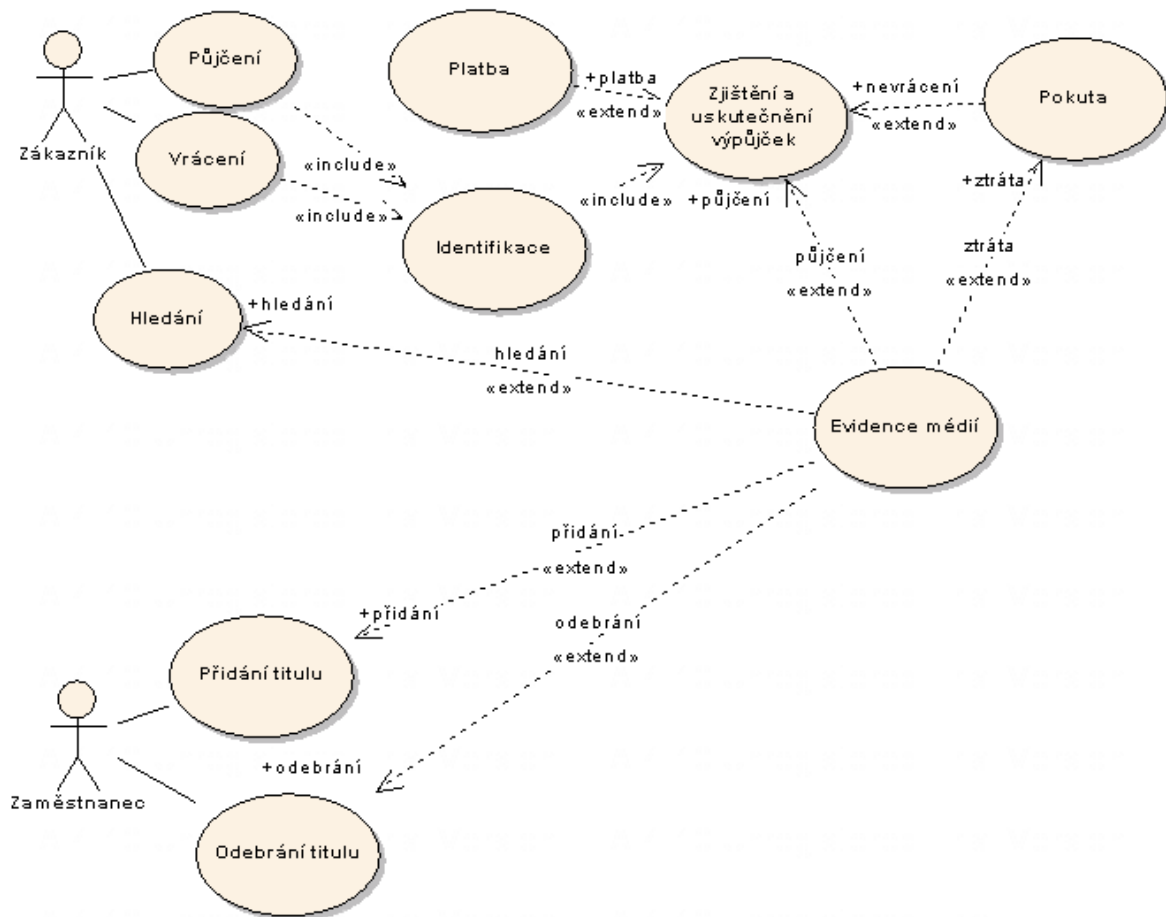 Půjčení
Platba
+platba
«extend»
Zjištění a
uskutečnění
výpůjček
+nevrácení
«extend»
Pokuta
Zákazník
Vrácení
«include»
«include»
Identifikace
«include»
+půjčení
+ztráta
půjčení
«extend»
ztráta
«extend»
Hledání
+hledání
hledání
«extend»
Evidence médií
přidání
«extend»
+přidání
odebrání
«extend»
Přidání titulu
Zaměstnanec
+odebrání
Odebrání titulu